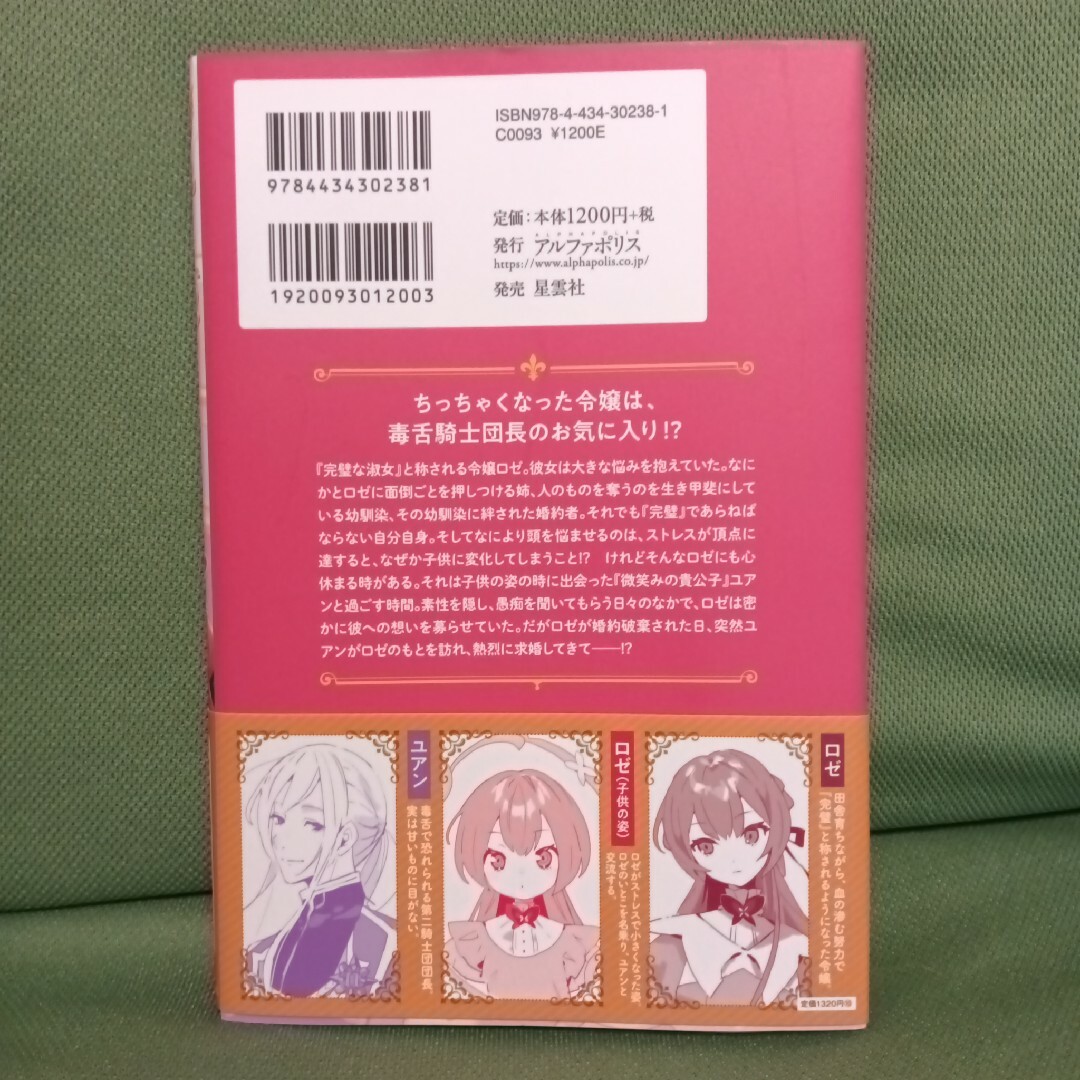 ISBN978-4-434-30238-1
C0093 ¥1200E
9784434302381
1920093012003
定価:本体1200円+税
発行 アルファポリス
ALPHAPOLIS
https://www.alphapolis.co.jp/
発売 星雲社
ちっちゃくなった令嬢は、
毒舌騎士団長のお気に入り!?
『完璧な淑女』と称される令嬢ロゼ。彼女は大きな悩みを抱えていた。なに
かとロゼに面倒ごとを押しつける姉、人のものを奪うのを生き甲斐にして
いる幼馴染、その幼馴染に絆された婚約者。それでも『完璧』であらねば
ならない自分自身。そしてなにより頭を悩ませるのは、ストレスが頂点に
達すると、なぜか子供に変化してしまうこと!? けれどそんなロゼにも心
休まる時がある。それは子供の姿の時に出会った『微笑みの貴公子』ユア
ンと過ごす時間。素性を隠し、愚痴を聞いてもらう日々のなかで、ロゼは密
かに彼への想いを募らせていた。だがロゼが婚約破棄された日、突然ユ
アンがロゼのもとを訪れ、熱烈に求婚してきて――!?
ロゼ
田舎育ちながら、血の滲む努力で
『完璧』と称されるようになった令嬢。
ロゼ(子供の姿)
ロゼがストレスで小さくなった姿。
ロゼのいとこを名乗り、ユアンと
交流する。
ユアン
毒舌で恐れられる第二騎士団団長。
実は甘いものに目がない。
定価1320円⑩